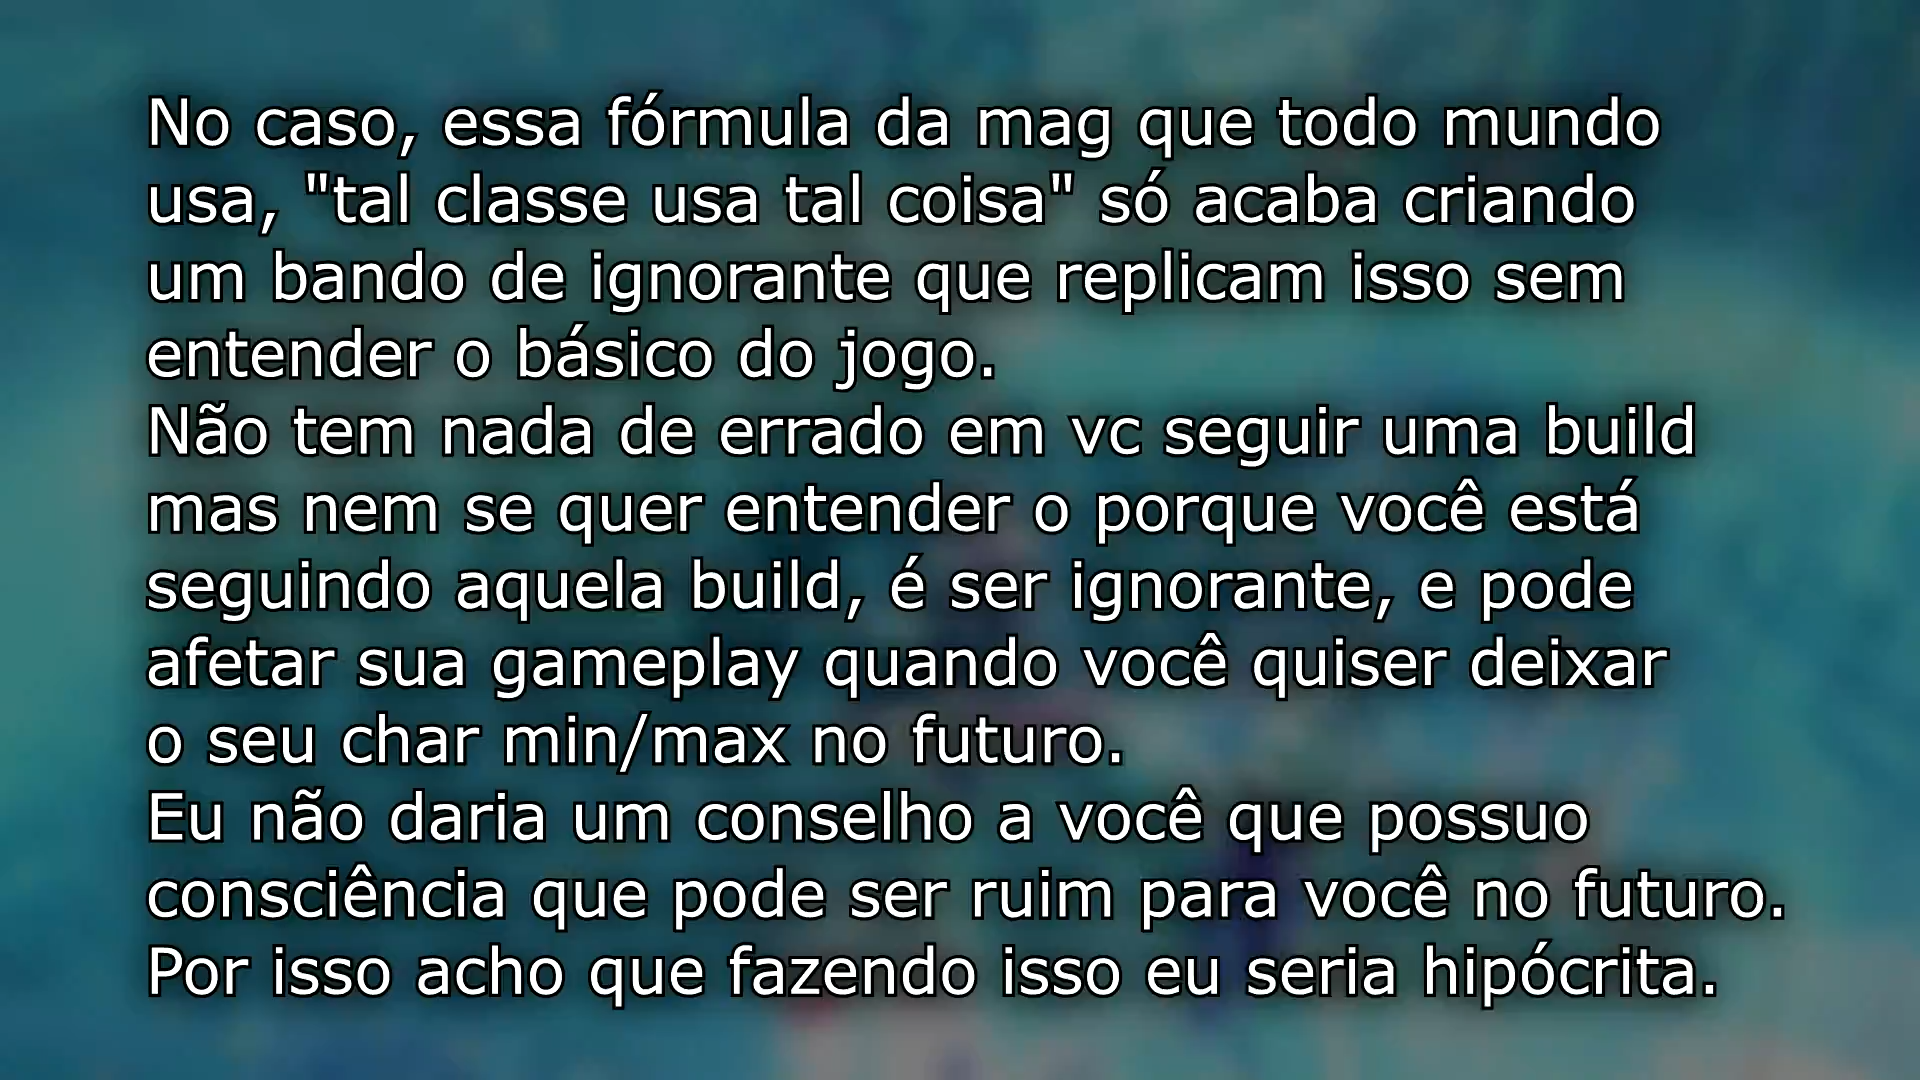 No caso, essa fórmula da mag que todo mundo
usa, "tal classe usa tal coisa" só acaba criando
um bando de ignorante que replicam isso sem
entender o básico do jogo.
Não tem nada de errado em vc seguir uma build
mas nem se quer entender o porque você está
seguindo aquela build, é ser ignorante, e pode
afetar sua gameplay quando você quiser deixar
o seu char min/max no futuro.
Eu não daria um conselho a você que possuo
consciência que pode ser ruim para você no futuro.
Por isso acho que fazendo isso eu seria hipócrita.